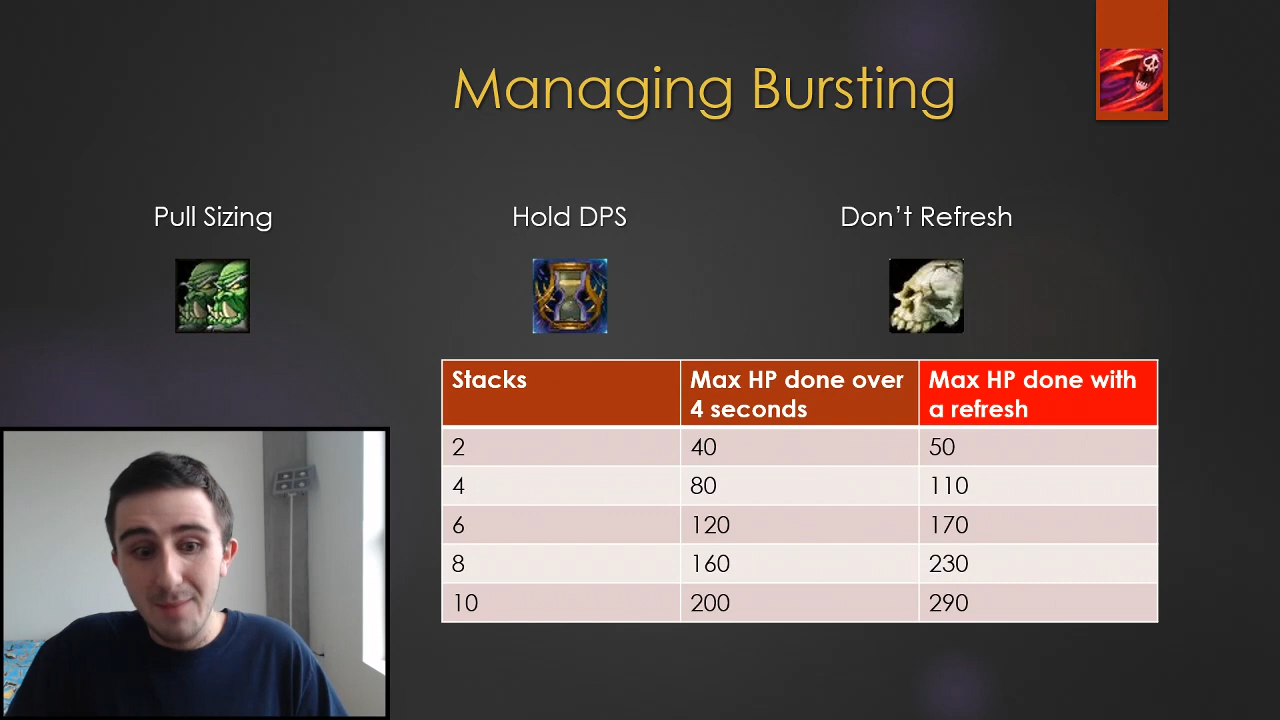 Managing Bursting
Pull Sizing
Hold DPS
Don't Refresh
Stacks
Max HP done over
4 seconds
Max HP done with
a refresh
2
40
50
4
80
110
6
120
170
8
160
230
10
200
290